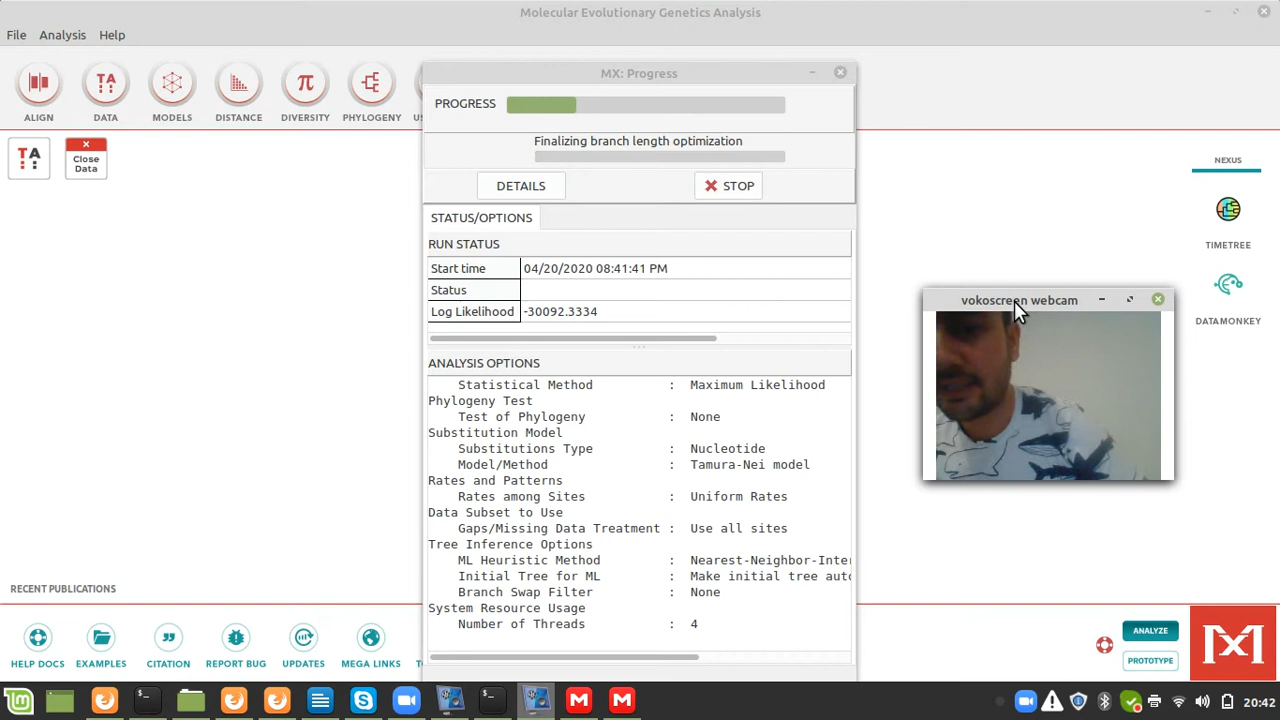 Molecular Evolutionary Genetics Analysis
File Analysis Help
ALIGN DATA MODELS DISTANCE DIVERSITY PHYLOGENY
TA
Close
Data
MX: Progress
PROGRESS
Finalizing branch length optimization
DETAILS STOP
STATUS/OPTIONS
RUN STATUS
Start time 04/20/2020 08:41:41 PM
Status
Log Likelihood -30092.3334
ANALYSIS OPTIONS
Statistical Method : Maximum Likelihood
Phylogeny Test
Test of Phylogeny : None
Substitution Model
Substitutions Type : Nucleotide
Model/Method : Tamura-Nei model
Rates and Patterns
Rates among Sites : Uniform Rates
Data Subset to Use
Gaps/Missing Data Treatment : Use all sites
Tree Inference Options
ML Heuristic Method : Nearest-Neighbor-Inter
Initial Tree for ML : Make initial tree auto
Branch Swap Filter : None
System Resource Usage
Number of Threads : 4
NEXUS
TIMETREE
DATAMONKEY
vokoscreen webcam
RECENT PUBLICATIONS
HELP DOCS EXAMPLES CITATION REPORT BUG UPDATES MEGA LINKS
ANALYZE
PROTOTYPE
20:42